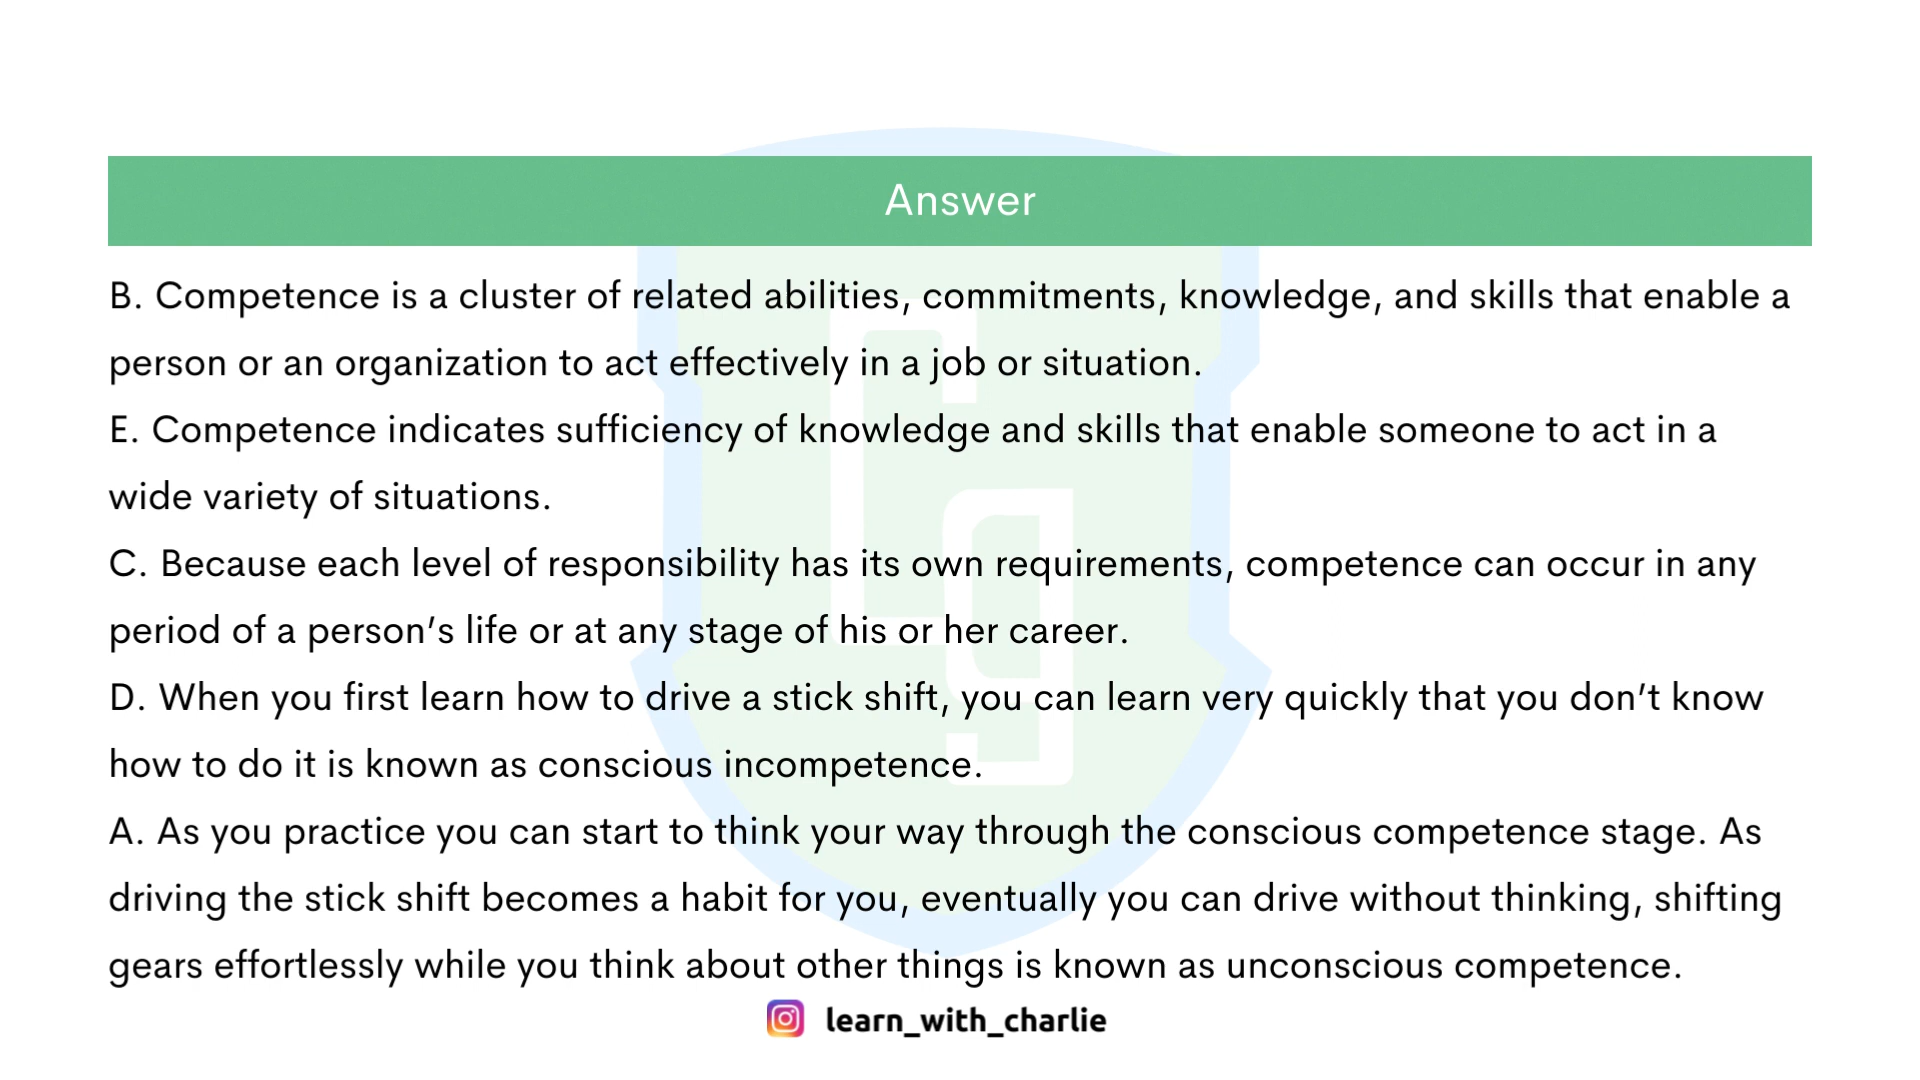 Answer
B. Competence is a cluster of related abilities, commitments, knowledge, and skills that enable a
person or an organization to act effectively in a job or situation.
E. Competence indicates sufficiency of knowledge and skills that enable someone to act in a
wide variety of situations.
C. Because each level of responsibility has its own requirements, competence can occur in any
period of a person’s life or at any stage of his or her career.
D. When you first learn how to drive a stick shift, you can learn very quickly that you don’t know
how to do it is known as conscious incompetence.
A. As you practice you can start to think your way through the conscious competence stage. As
driving the stick shift becomes a habit for you, eventually you can drive without thinking, shifting
gears effortlessly while you think about other things is known as unconscious competence.
learn_with_charlie